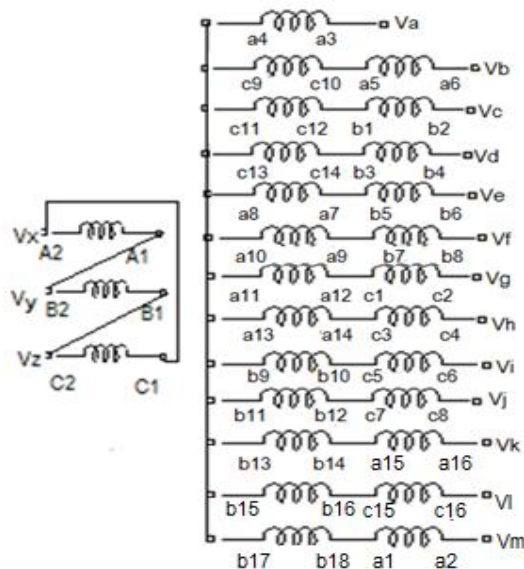 a4 a3 Va
c9 c10 a5 a6 Vb
c11 c12 b1 b2 Vc
c13 c14 b3 b4 Vd
a8 a7 b5 b6 Ve
a10 a9 b7 b8 Vf
a11 a12 c1 c2 Vg
a13 a14 c3 c4 Vh
b9 b10 c5 c6 Vi
b11 b12 c7 c8 Vj
b13 b14 a15 a16 Vk
b15 b16 c15 c16 Vl
b17 b18 a1 a2 Vm
Vx A2 A1
Vy B2 B1
Vz C2 C1